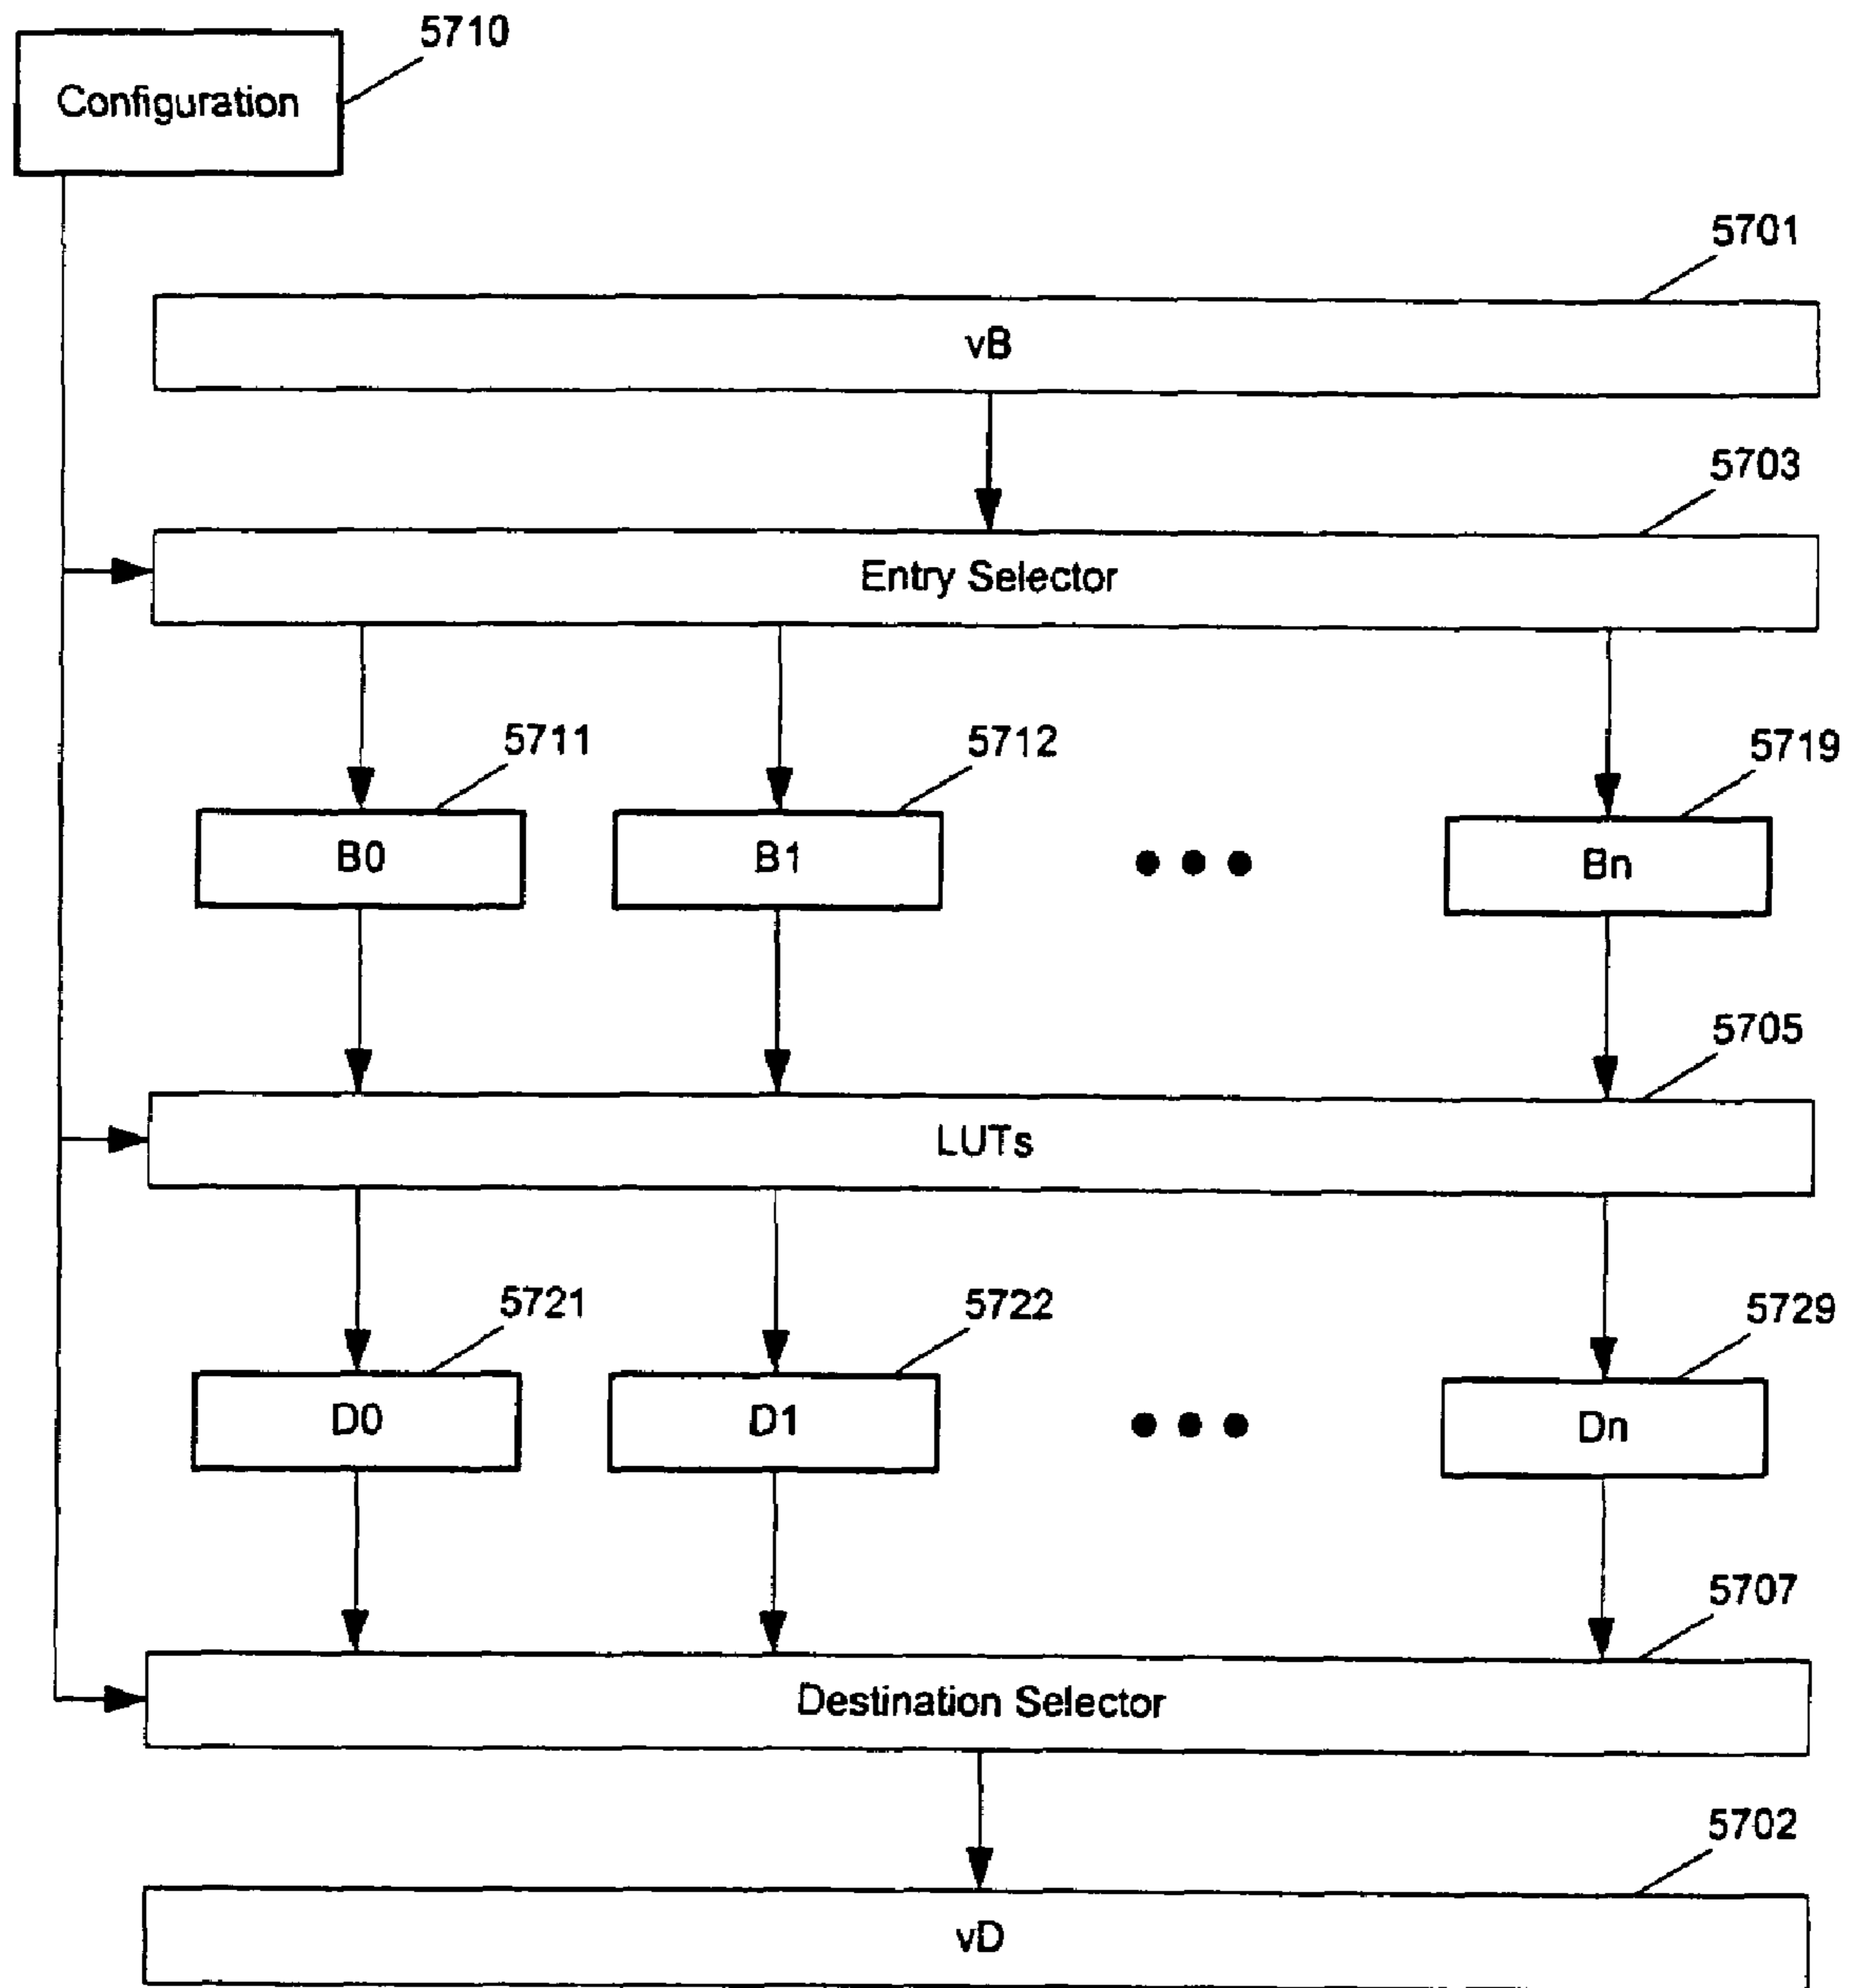 5710
Configuration
5701
vB
5703
Entry Selector
5711
5712
5719
B0
B1
Bn
5705
LUTs
5721
5722
5729
D0
D1
Dn
5707
Destination Selector
5702
vD